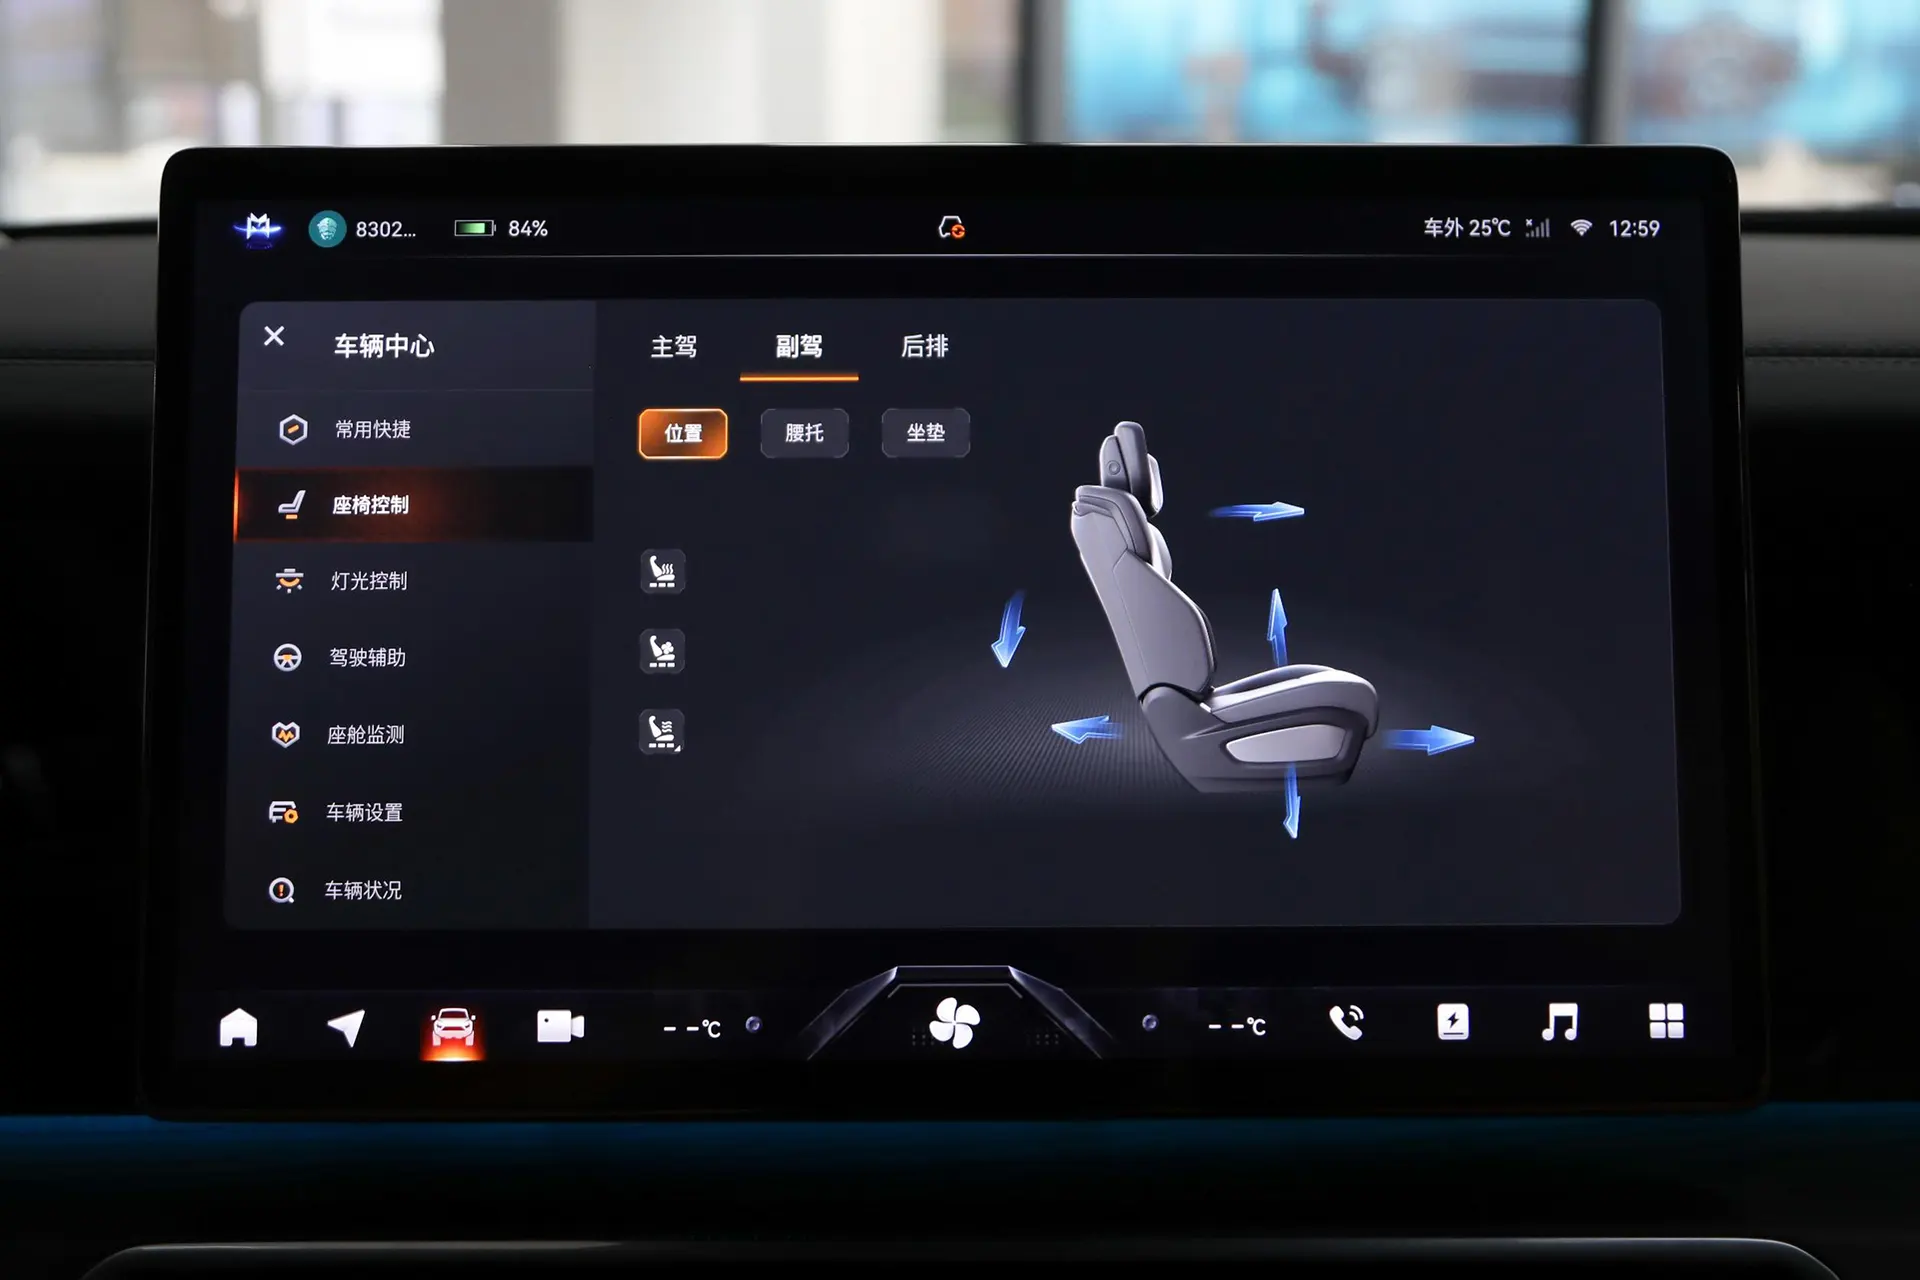 8302...
84%
车外 25℃
12:59
车辆中心
常用快捷
座椅控制
灯光控制
驾驶辅助
座舱监测
车辆设置
车辆状况
主驾 副驾 后排
位置 腰托 坐垫
--℃
--℃